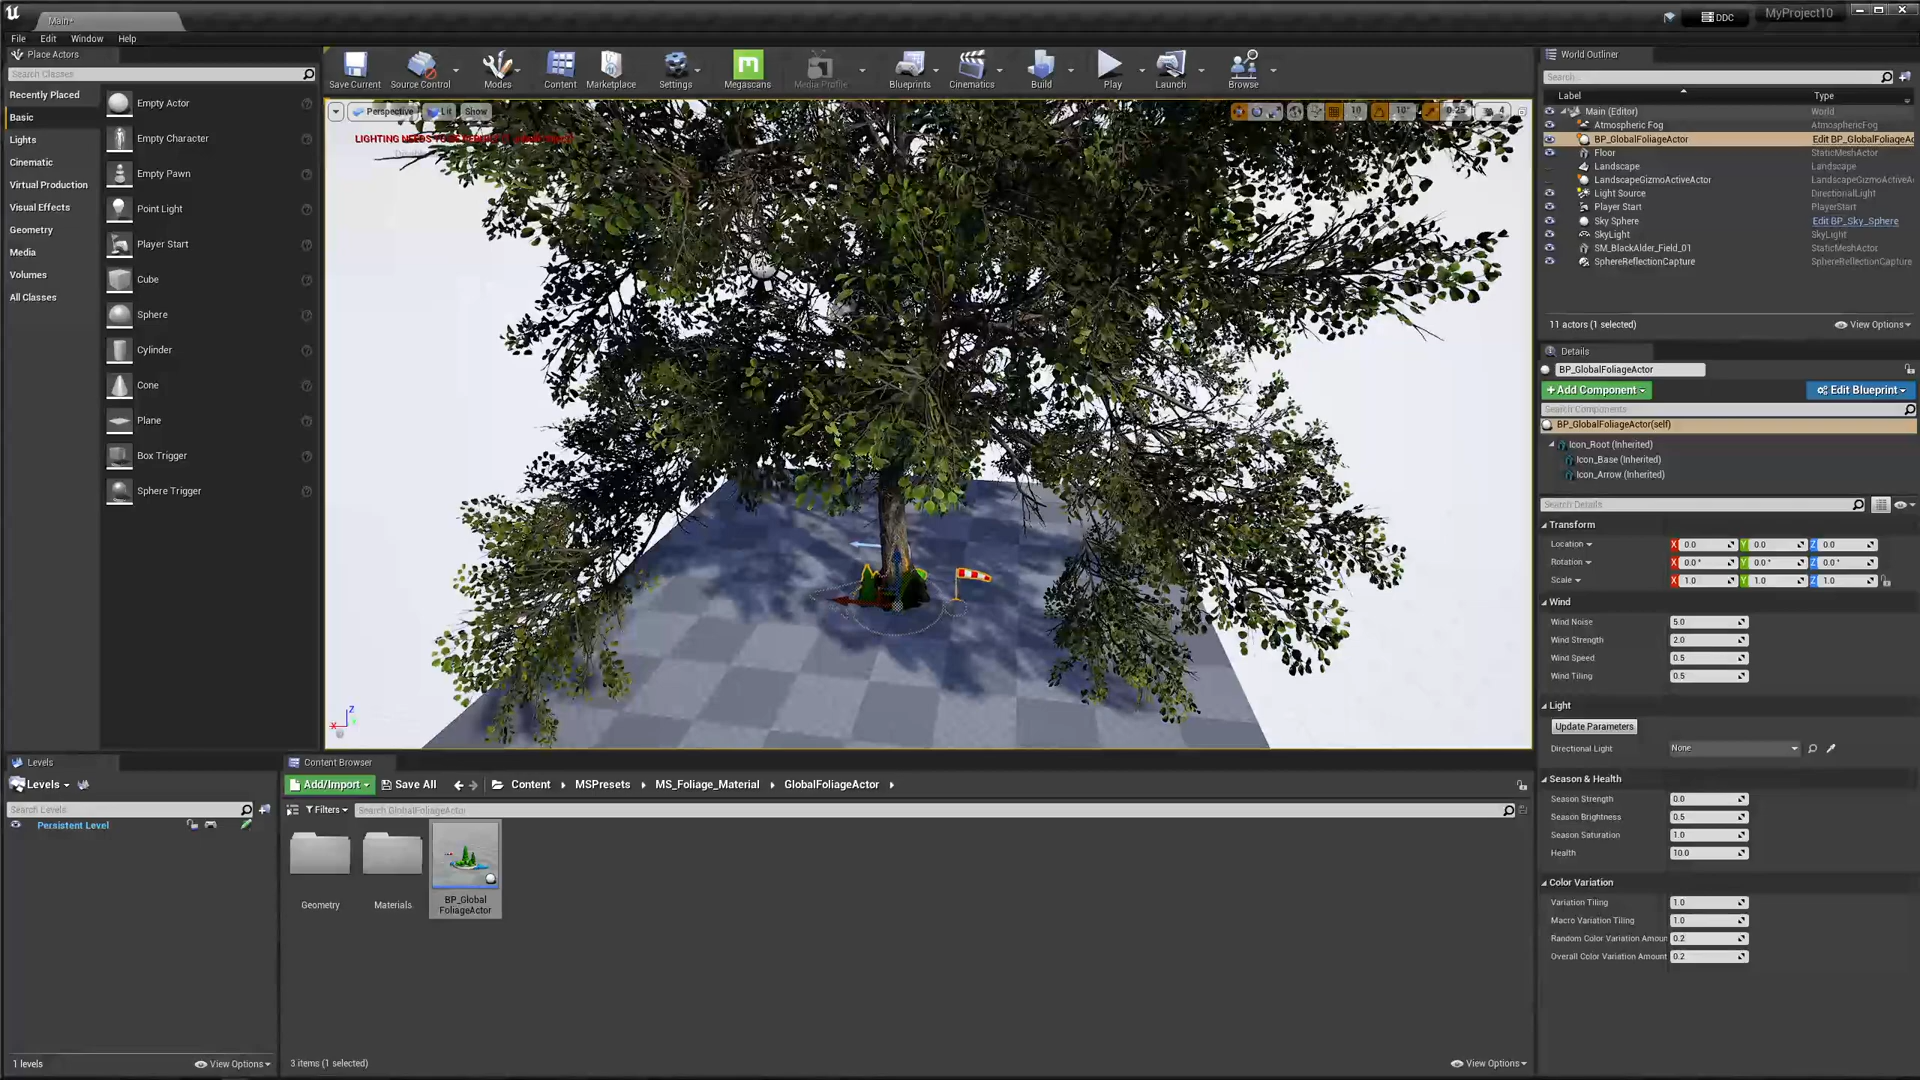 Main*
DDC
MyProject10
File Edit Window Help
Place Actors
Search Classes
Recently Placed
Basic
Lights
Cinematic
Virtual Production
Visual Effects
Geometry
Media
Volumes
All Classes
Empty Actor
Empty Character
Empty Pawn
Point Light
Player Start
Cube
Sphere
Cylinder
Cone
Plane
Box Trigger
Sphere Trigger
Save Current
Source Control
Modes
Content
Marketplace
Settings
Megascans
Media Profile
Blueprints
Cinematics
Build
Play
Launch
Browse
Perspective Lit Show
10 10° 0.25 4
LIGHTING NEEDS
X Z
World Outliner
Search...
Label Type
Main (Editor) World
Atmospheric Fog AtmosphericFog
BP_GlobalFoliageActor Edit BP_GlobalFoliageAc
Floor StaticMeshActor
Landscape Landscape
LandscapeGizmoActiveActor LandscapeGizmoActiveA
Light Source DirectionalLight
Player Start PlayerStart
Sky Sphere Edit BP_Sky_Sphere
SkyLight SkyLight
SM_BlackAlder_Field_01 StaticMeshActor
SphereReflectionCapture SphereReflectionCapture
11 actors (1 selected) View Options
Details
BP_GlobalFoliageActor
+Add Component Edit Blueprint
Search Components
BP_GlobalFoliageActor(self)
Icon_Root (Inherited)
Icon_Base (Inherited)
Icon_Arrow (Inherited)
Search Details
Transform
Location X 0.0 Y 0.0 Z 0.0
Rotation X 0.0° Y 0.0° Z 0.0°
Scale X 1.0 Y 1.0 Z 1.0
Wind
Wind Noise 5.0
Wind Strength 2.0
Wind Speed 0.5
Wind Tiling 0.5
Light
Update Parameters
Directional Light None
Season & Health
Season Strength 0.0
Season Brightness 0.5
Season Saturation 1.0
Health 10.0
Color Variation
Variation Tiling 1.0
Macro Variation Tiling 1.0
Random Color Variation Amoun 0.2
Overall Color Variation Amount 0.2
Levels
Levels
Search Levels
Persistent Level
1 levels View Options
Content Browser
Add/Import Save All Content MSPresets MS_Foliage_Material GlobalFoliageActor
Filters Search GlobalFoliageActor
Geometry
Materials
BP_Global
FoliageActor
3 items (1 selected) View Options